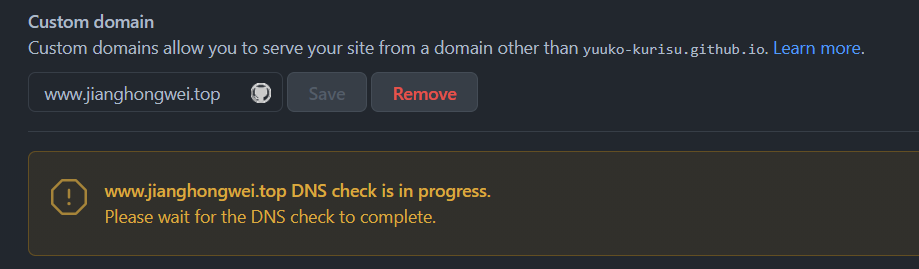 Custom domain
Custom domains allow you to serve your site from a domain other than yuuko-kurisu.github.io. Learn more.
www.jianghongwei.top Save Remove
www.jianghongwei.top DNS check is in progress.
Please wait for the DNS check to complete.